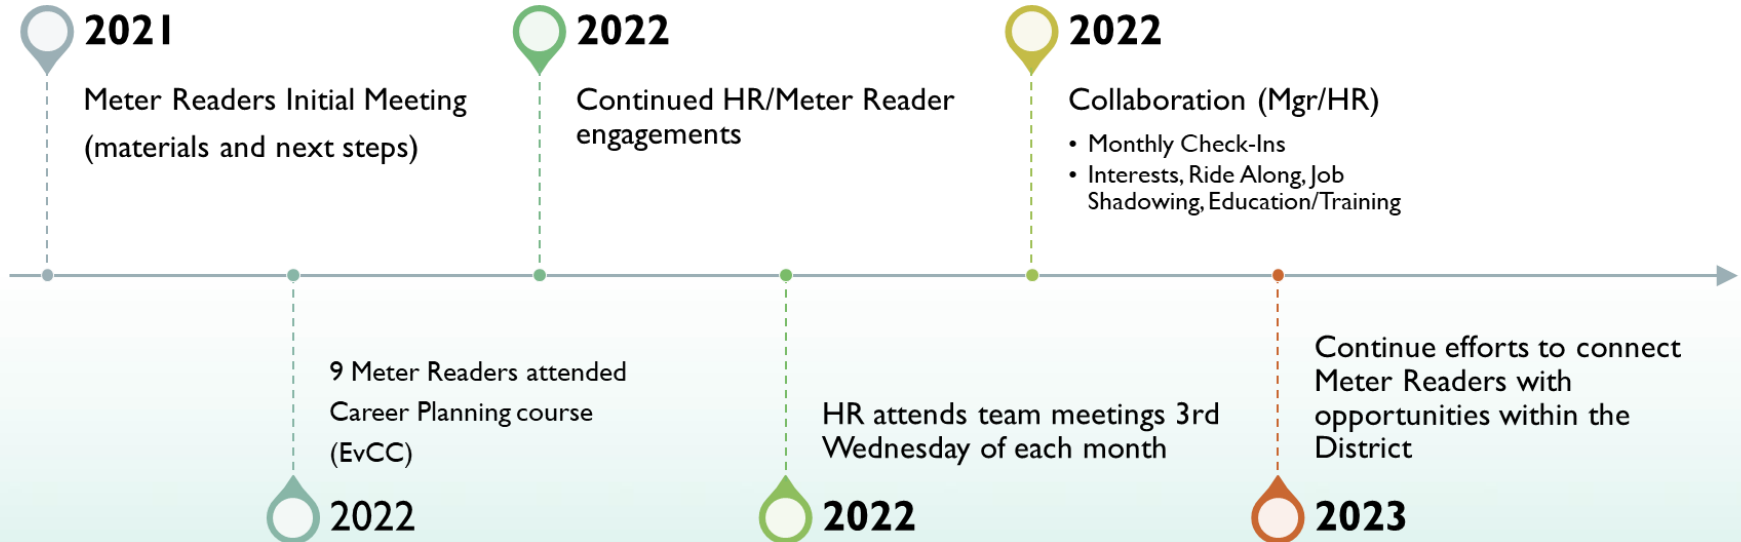 2021
Meter Readers Initial Meeting
(materials and next steps)
2022
Continued HR/Meter Reader
engagements
2022
Collaboration (Mgr/HR)
• Monthly Check-Ins
• Interests, Ride Along, Job
Shadowing, Education/Training
9 Meter Readers attended
Career Planning course
(EvCC)
2022
HR attends team meetings 3rd
Wednesday of each month
2022
Continue efforts to connect
Meter Readers with
opportunities within the
District
2023